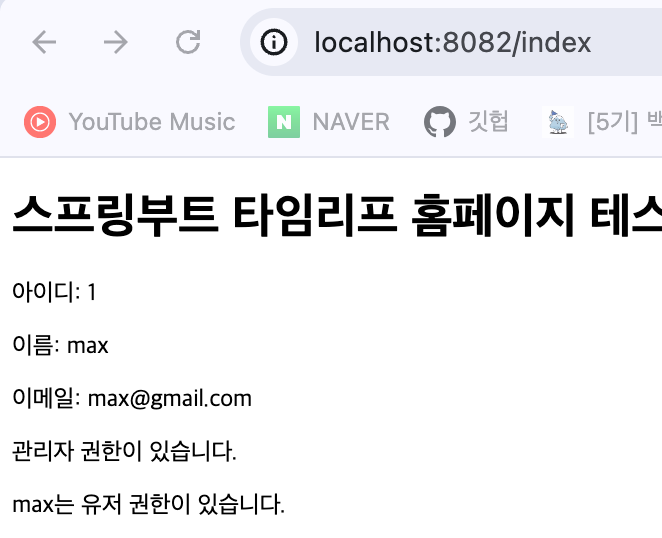 localhost:8082/index
YouTube Music N NAVER 깃헙 [5기] 백
스프링부트 타임리프 홈페이지 테스
아이디: 1
이름: max
이메일: max@gmail.com
관리자 권한이 있습니다.
max는 유저 권한이 있습니다.